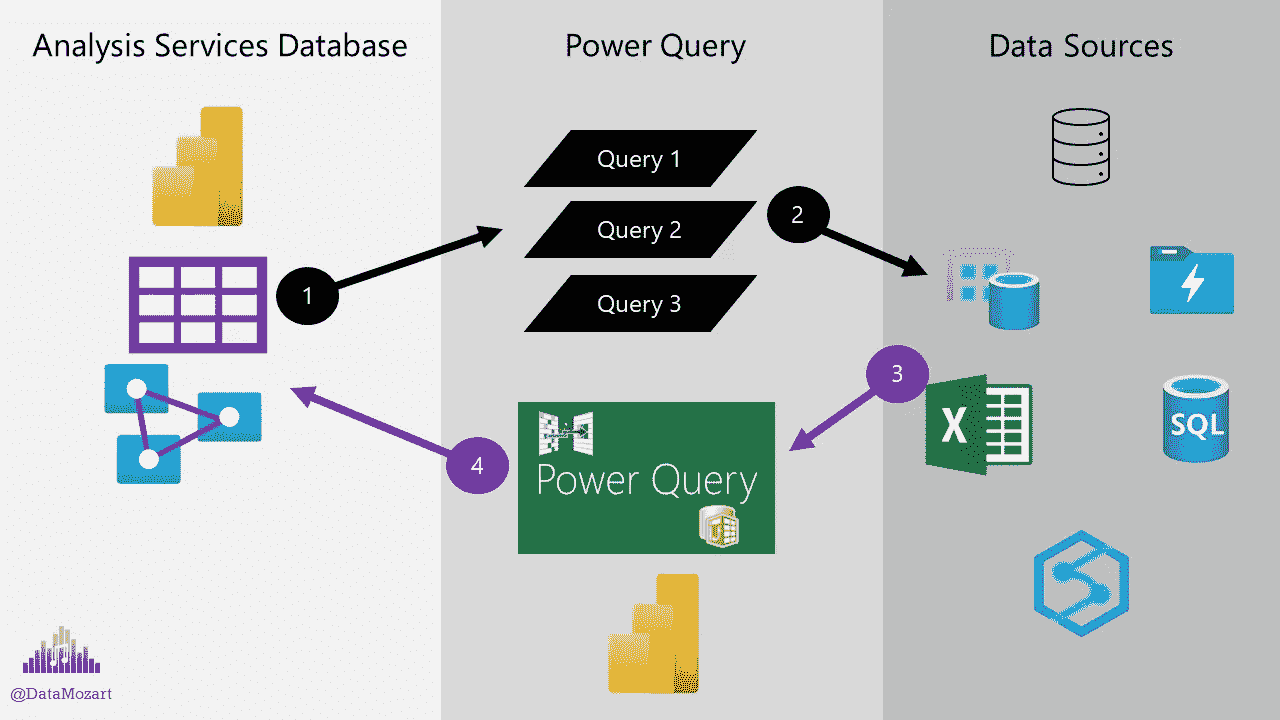 Analysis Services Database
Power Query
Data Sources
Query 1
Query 2
Query 3
1
2
3
4
X
SQL
Power Query
@DataMozart